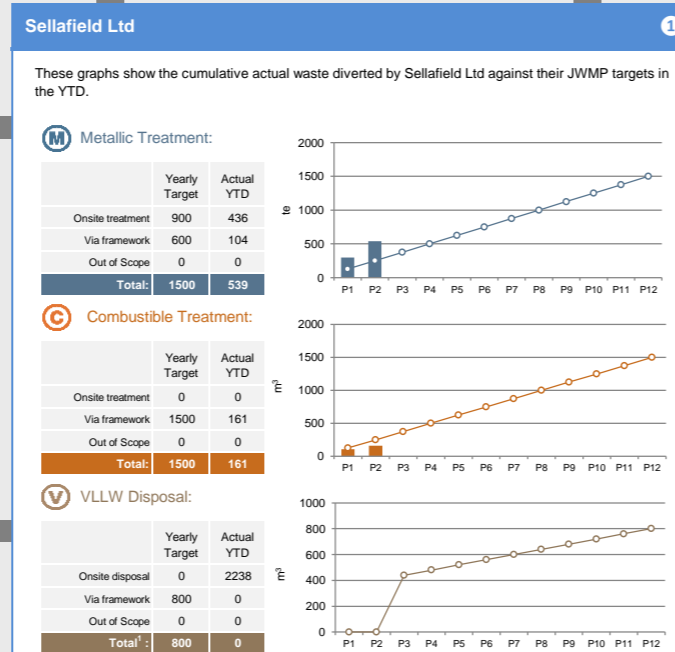 Sellafield Ltd
1
These graphs show the cumulative actual waste diverted by Sellafield Ltd against their JWMP targets in
the YTD.
M Metallic Treatment:
Yearly Target Actual YTD
Onsite treatment 900 436
Via framework 600 104
Out of Scope 0 0
Total: 1500 539
te
2000
1500
1000
500
0
P1 P2 P3 P4 P5 P6 P7 P8 P9 P10 P11 P12
C Combustible Treatment:
Yearly Target Actual YTD
Onsite treatment 0 0
Via framework 1500 161
Out of Scope 0 0
Total: 1500 161
m³
2000
1500
1000
500
0
P1 P2 P3 P4 P5 P6 P7 P8 P9 P10 P11 P12
V VLLW Disposal:
Yearly Target Actual YTD
Onsite disposal 0 2238
Via framework 800 0
Out of Scope 0 0
Total¹ : 800 0
m³
1000
800
600
400
200
0
P1 P2 P3 P4 P5 P6 P7 P8 P9 P10 P11 P12